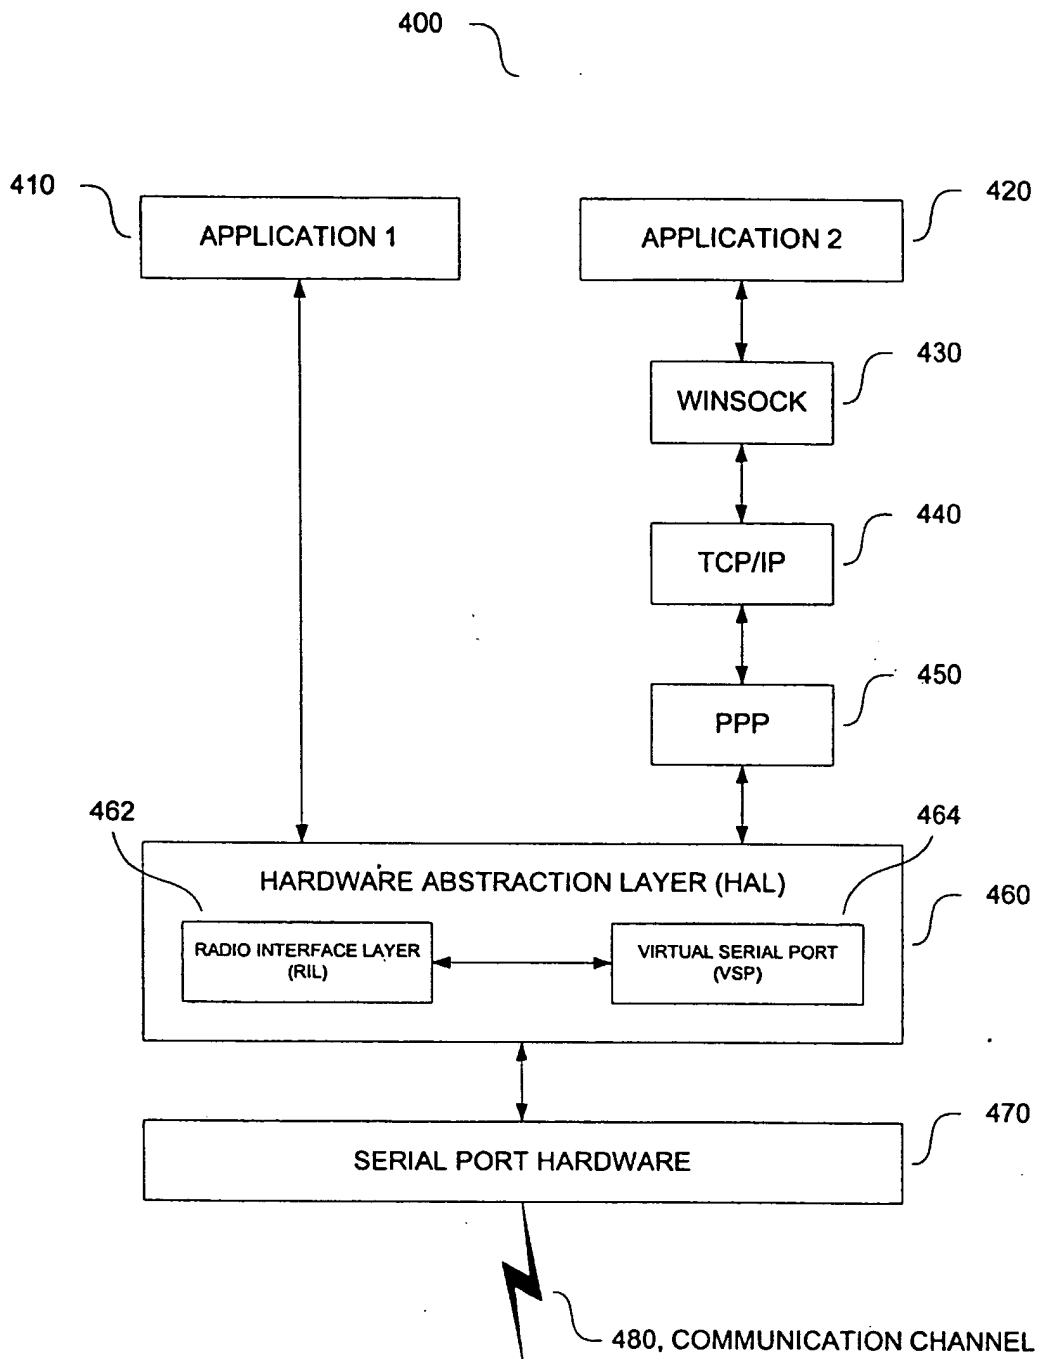 400
410
APPLICATION 1
420
APPLICATION 2
430
WINSOCK
440
TCP/IP
450
PPP
462
464
HARDWARE ABSTRACTION LAYER (HAL)
460
RADIO INTERFACE LAYER
(RIL)
VIRTUAL SERIAL PORT
(VSP)
470
SERIAL PORT HARDWARE
480, COMMUNICATION CHANNEL